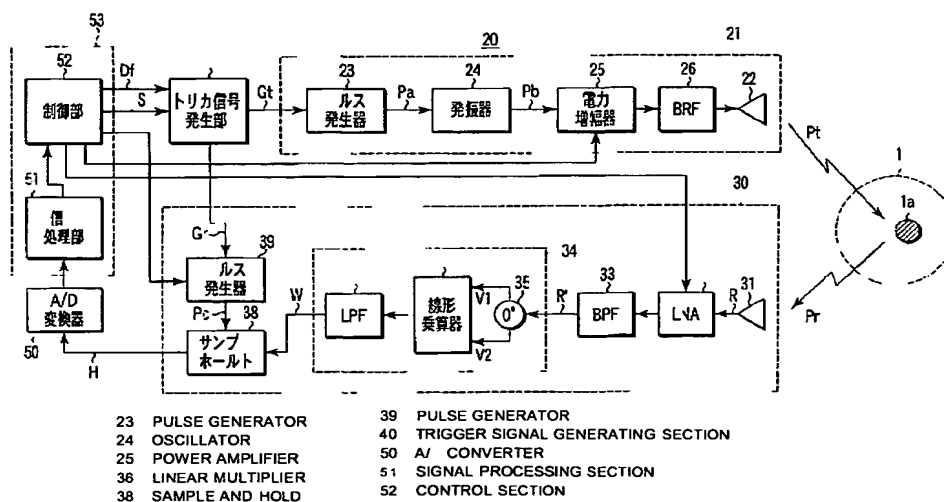 53
20
21
52
Df
S
制御部
トリカ信号
発生部
Gt
23
ルス
発生器
Pa
24
発振器
Pb
25
電力
増幅器
26
BRF
22
Pt
1
1a
Pr
51
信
処理部
30
G
39
ルス
発生器
Pc
38
サンプ
ホールト
W
LPF
線形
乗算器
V1
V2
35
0°
34
R'
33
BPF
LNA
R
31
A/D
変換器
50
H
23 PULSE GENERATOR
24 OSCILLATOR
25 POWER AMPLIFIER
36 LINEAR MULTIPLIER
38 SAMPLE AND HOLD
39 PULSE GENERATOR
40 TRIGGER SIGNAL GENERATING SECTION
50 A/ CONVERTER
51 SIGNAL PROCESSING SECTION
52 CONTROL SECTION